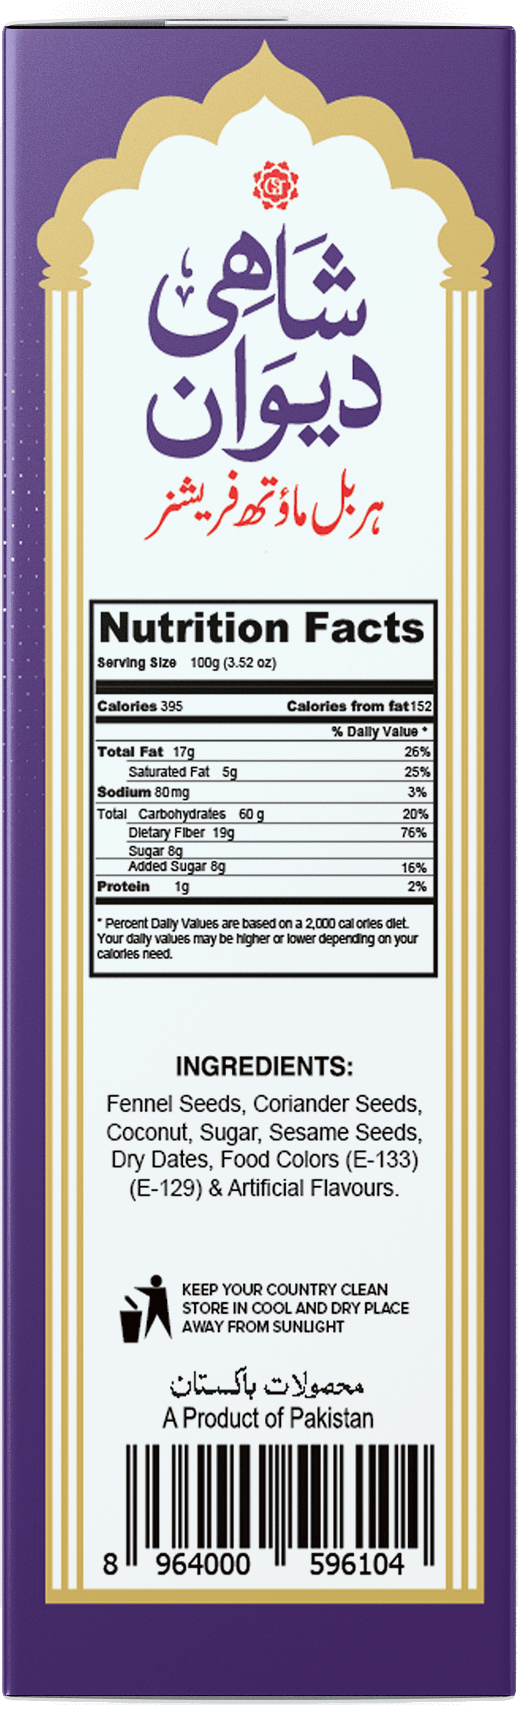 GST
شاہی
دیوان
ہربل ماؤتھ فریشنر
Nutrition Facts
Serving Size 100g (3.52 oz)
Calories 395 Calories from fat152
% Daily Value *
Total Fat 17g 26%
Saturated Fat 5g 25%
Sodium 80mg 3%
Total Carbohydrates 60 g 20%
Dietary Fiber 19g 76%
Sugar 8g
Added Sugar 8g 16%
Protein 1g 2%
* Percent Daily Values are based on a 2,000 calories diet.
Your daily values may be higher or lower depending on your
calories need.
INGREDIENTS:
Fennel Seeds, Coriander Seeds,
Coconut, Sugar, Sesame Seeds,
Dry Dates, Food Colors (E-133)
(E-129) & Artificial Flavours.
KEEP YOUR COUNTRY CLEAN
STORE IN COOL AND DRY PLACE
AWAY FROM SUNLIGHT
محصولات باكستان
A Product of Pakistan
8 964000 596104